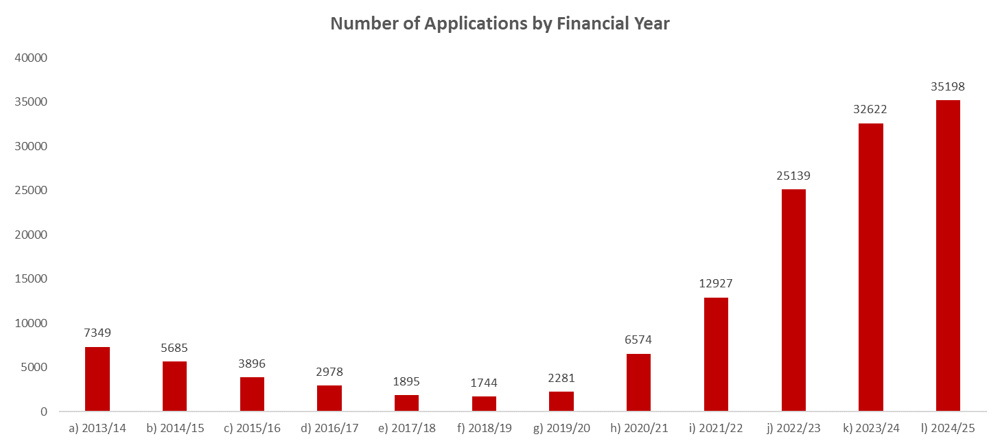 Number of Applications by Financial Year
40000
35000
30000
25000
20000
15000
10000
5000
0
7349
5685
3896
2978
1895
1744
2281
6574
12927
25139
32622
35198
a) 2013/14
b) 2014/15
c) 2015/16
d) 2016/17
e) 2017/18
f) 2018/19
g) 2019/20
h) 2020/21
i) 2021/22
j) 2022/23
k) 2023/24
l) 2024/25